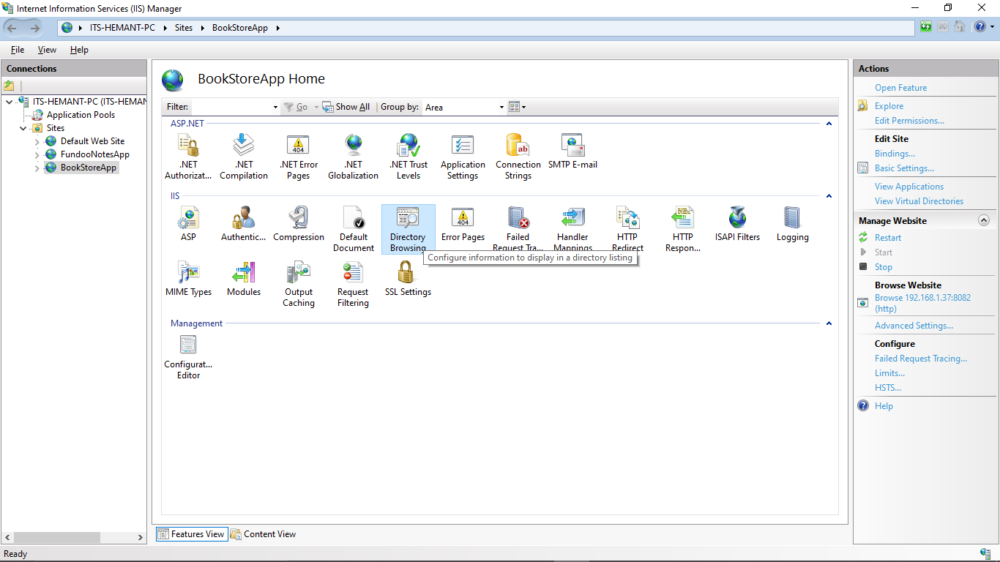 Internet Information Services (IIS) Manager
ITS-HEMANT-PC Sites BookStoreApp
File View Help
Connections
ITS-HEMANT-PC (ITS-HEMAN
Application Pools
Sites
Default Web Site
FundooNotesApp
BookStoreApp
BookStoreApp Home
Filter: Go Show All Group by: Area
ASP.NET
.NET Authorizat...
.NET Compilation
.NET Error Pages
.NET Globalization
.NET Trust Levels
Application Settings
Connection Strings
SMTP E-mail
IIS
ASP
Authentic...
Compression
Default Document
Directory Browsing
Error Pages
Failed Request Tra...
Handler Mappings
HTTP Redirect
HTTP Respon...
ISAPI Filters
Logging
Configure information to display in a directory listing
MIME Types
Modules
Output Caching
Request Filtering
SSL Settings
Management
Configurat... Editor
Features View Content View
Ready
Actions
Open Feature
Explore
Edit Permissions...
Edit Site
Bindings...
Basic Settings...
View Applications
View Virtual Directories
Manage Website
Restart
Start
Stop
Browse Website
Browse 192.168.1.37:8082
(http)
Advanced Settings...
Configure
Failed Request Tracing...
Limits...
HSTS...
Help